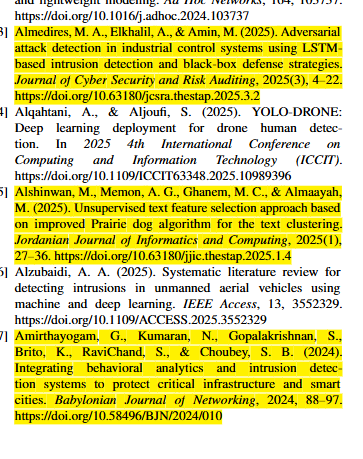 and lightweight modeling. Ad Hoc Networks, 164, 103737.
https://doi.org/10.1016/j.adhoc.2024.103737
3] Almedires, M. A., Elkhalil, A., & Amin, M. (2025). Adversarial
attack detection in industrial control systems using LSTM-
based intrusion detection and black-box defense strategies.
Journal of Cyber Security and Risk Auditing, 2025(3), 4–22.
https://doi.org/10.63180/jcsra.thestap.2025.3.2
4] Alqahtani, A., & Aljoufi, S. (2025). YOLO-DRONE:
Deep learning deployment for drone human detec-
tion. In 2025 4th International Conference on
Computing and Information Technology (ICCIT).
https://doi.org/10.1109/ICCIT63348.2025.10989396
5] Alshinwan, M., Memon, A. G., Ghanem, M. C., & Almaayah,
M. (2025). Unsupervised text feature selection approach based
on improved Prairie dog algorithm for the text clustering.
Jordanian Journal of Informatics and Computing, 2025(1),
27–36. https://doi.org/10.63180/jjic.thestap.2025.1.4
6] Alzubaidi, A. A. (2025). Systematic literature review for
detecting intrusions in unmanned aerial vehicles using
machine and deep learning. IEEE Access, 13, 3552329.
https://doi.org/10.1109/ACCESS.2025.3552329
7] Amirthayogam, G., Kumaran, N., Gopalakrishnan, S.,
Brito, K., RaviChand, S., & Choubey, S. B. (2024).
Integrating behavioral analytics and intrusion detec-
tion systems to protect critical infrastructure and smart
cities. Babylonian Journal of Networking, 2024, 88–97.
https://doi.org/10.58496/BJN/2024/010